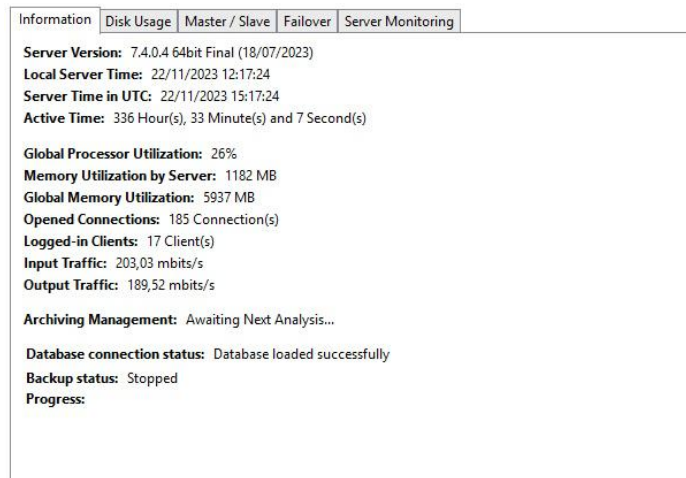 Information Disk Usage Master / Slave Failover Server Monitoring
Server Version: 7.4.0.4 64bit Final (18/07/2023)
Local Server Time: 22/11/2023 12:17:24
Server Time in UTC: 22/11/2023 15:17:24
Active Time: 336 Hour(s), 33 Minute(s) and 7 Second(s)
Global Processor Utilization: 26%
Memory Utilization by Server: 1182 MB
Global Memory Utilization: 5937 MB
Opened Connections: 185 Connection(s)
Logged-in Clients: 17 Client(s)
Input Traffic: 203,03 mbits/s
Output Traffic: 189,52 mbits/s
Archiving Management: Awaiting Next Analysis...
Database connection status: Database loaded successfully
Backup status: Stopped
Progress: